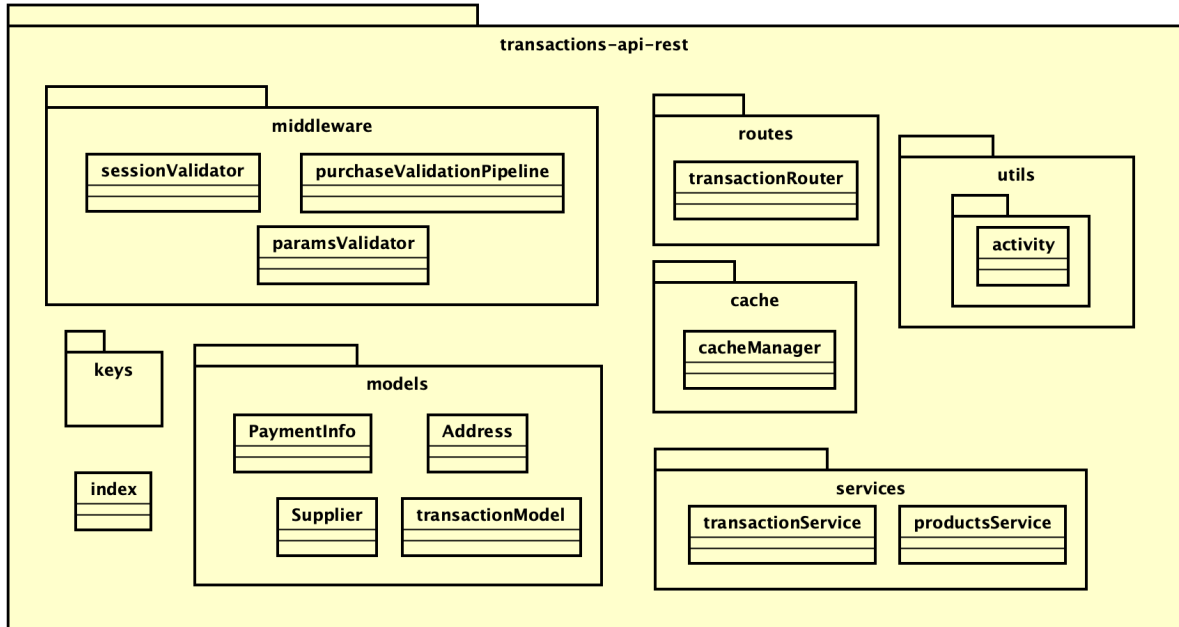 transactions-api-rest
middleware
sessionValidator
purchaseValidationPipeline
paramsValidator
routes
transactionRouter
utils
activity
cache
cacheManager
keys
index
models
PaymentInfo
Address
Supplier
transactionModel
services
transactionService
productsService